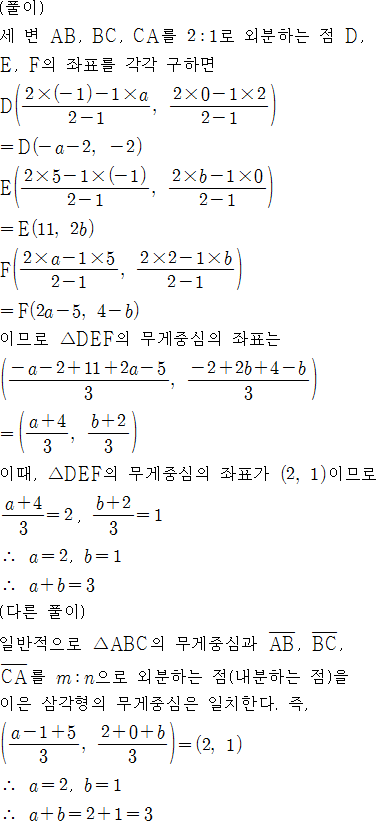 (풀이)
세 변 AB, BC, CA를 2 : 1로 외분하는 점 D,
E, F의 좌표를 각각 구하면
D( (2×(−1)−1×a)/(2−1), (2×0−1×2)/(2−1) )
=D(−a−2, −2)
E( (2×5−1×(−1))/(2−1), (2×b−1×0)/(2−1) )
=E(11, 2b)
F( (2×a−1×5)/(2−1), (2×2−1×b)/(2−1) )
=F(2a−5, 4−b)
이므로 △DEF의 무게중심의 좌표는
( (−a−2+11+2a−5)/3, (−2+2b+4−b)/3 )
=( (a+4)/3, (b+2)/3 )
이때, △DEF의 무게중심의 좌표가 (2, 1)이므로
(a+4)/3=2, (b+2)/3=1
∴ a=2, b=1
∴ a+b=3
(다른 풀이)
일반적으로 △ABC의 무게중심과 A̅B̅, B̅C̅,
C̅A̅를 m : n으로 외분하는 점(내분하는 점)을
이은 삼각형의 무게중심은 일치한다. 즉,
( (a−1+5)/3, (2+0+b)/3 )=(2, 1)
∴ a=2, b=1
∴ a+b=2+1=3